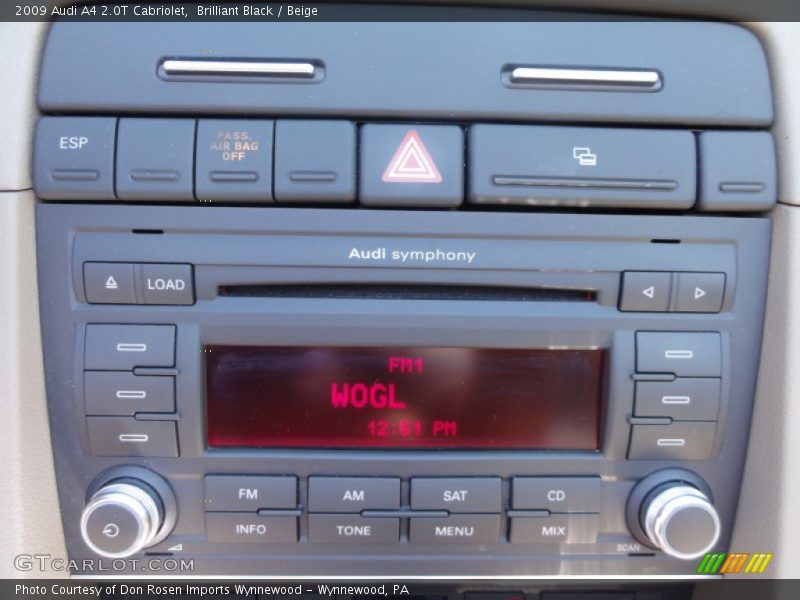 2009 Audi A4 2.0T Cabriolet, Brilliant Black / Beige
ESP
PASS.
AIR BAG
OFF
Audi symphony
LOAD
FM1
WOGL
12:51 PM
FM AM SAT CD
INFO TONE MENU MIX
SCAN
GTCARLOT.COM
Photo Courtesy of Don Rosen Imports Wynnewood – Wynnewood, PA